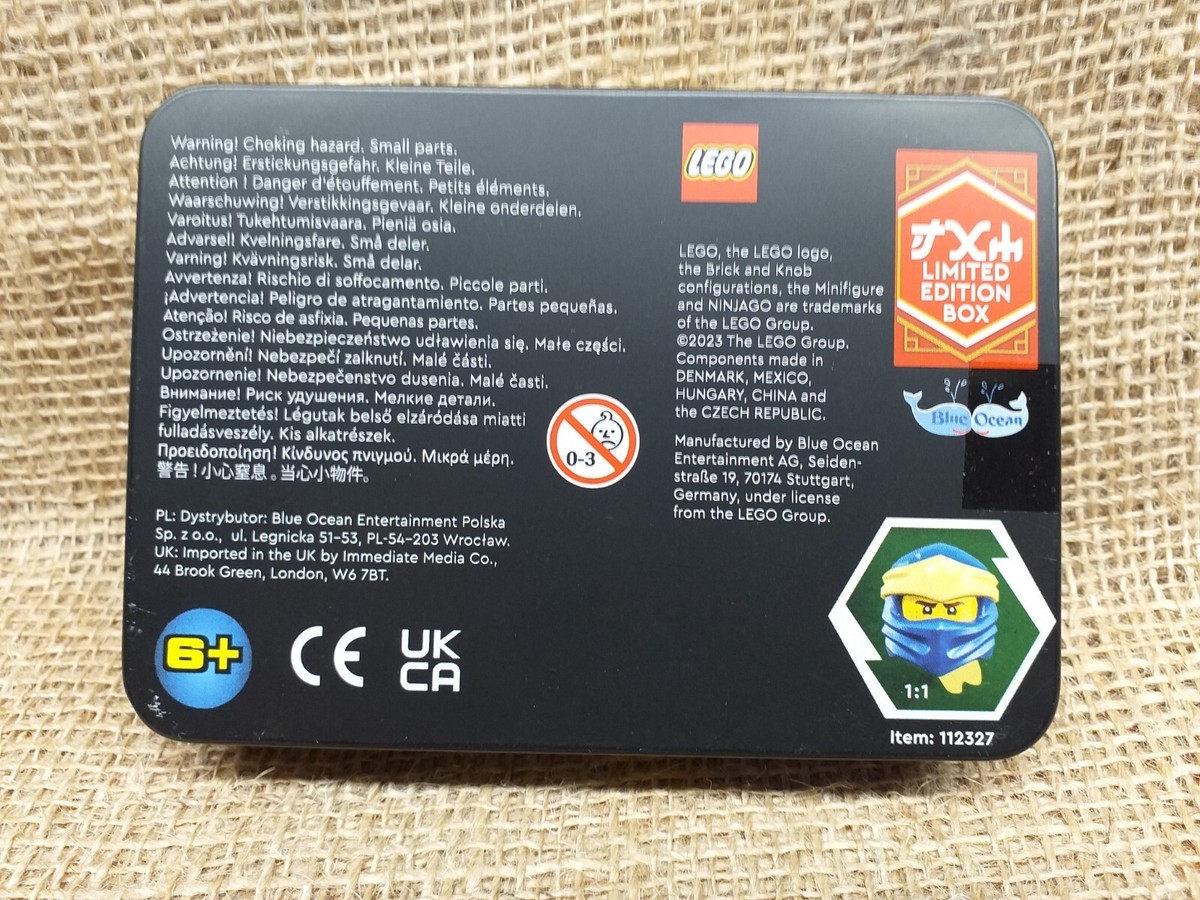 Warning! Choking hazard. Small parts.
Achtung! Erstickungsgefahr. Kleine Teile.
Attention ! Danger d'étouffement. Petits éléments.
Waarschuwing! Verstikkingsgevaar. Kleine onderdelen.
Varoitus! Tukehtumisvaara. Pieniä osia.
Advarsel! Kvelningsfare. Små deler.
Varning! Kvävningsrisk. Små delar.
Avvertenza! Rischio di soffocamento. Piccole parti.
¡Advertencia! Peligro de atragantamiento. Partes pequeñas.
Atenção! Risco de asfixia. Pequenas partes.
Ostrzeżenie! Niebezpieczeństwo udławienia się. Małe części.
Upozornění! Nebezpečí zalknutí. Malé části.
Upozornenie! Nebezpečenstvo dusenia. Malé časti.
Внимание! Риск удушения. Мелкие детали.
Figyelmeztetés! Légutak belső elzáródása miatti
fulladásveszély. Kis alkatrészek.
Προειδοποίηση! Κίνδυνος πνιγμού. Μικρά μέρη.
警告！小心窒息。当心小物件。
0-3
PL: Dystrybutor: Blue Ocean Entertainment Polska
Sp. z o.o., ul. Legnicka 51-53, PL-54-203 Wrocław.
UK: Imported in the UK by Immediate Media Co.,
44 Brook Green, London, W6 7BT.
6+
CE
UK
CA
LEGO
LEGO, the LEGO logo,
the Brick and Knob
configurations, the Minifigure
and NINJAGO are trademarks
of the LEGO Group.
©2023 The LEGO Group.
Components made in
DENMARK, MEXICO,
HUNGARY, CHINA and
the CZECH REPUBLIC.
Manufactured by Blue Ocean
Entertainment AG, Seiden-
straße 19, 70174 Stuttgart,
Germany, under license
from the LEGO Group.
LIMITED
EDITION
BOX
Blue Ocean
1:1
Item: 112327